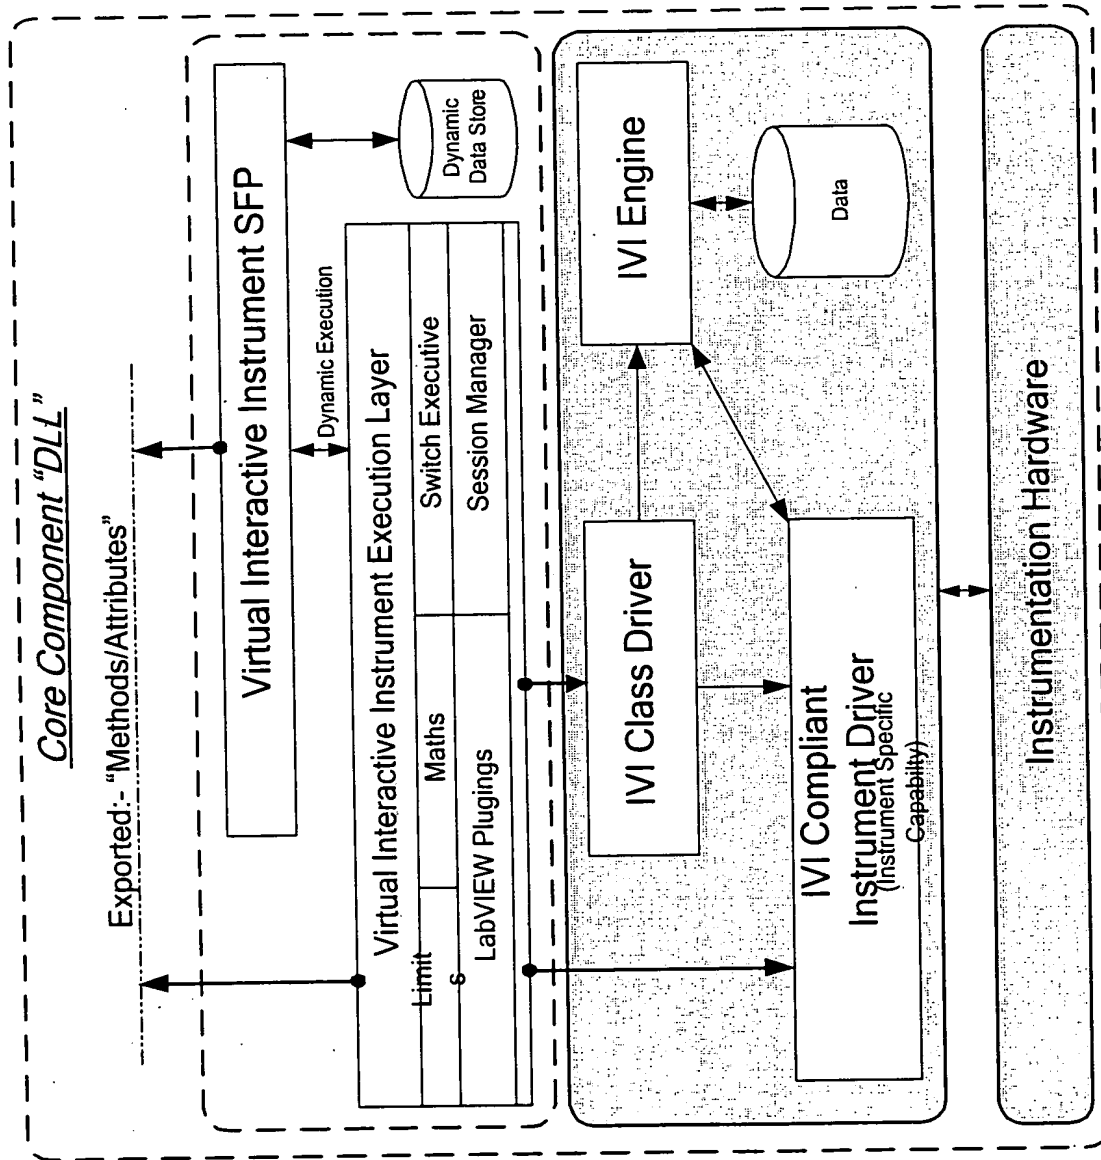 Core Component "DLL"
Exported:- "Methods/Attributes"
Virtual Interactive Instrument SFP
Dynamic Execution
Dynamic
Data Store
Virtual Interactive Instrument Execution Layer
Limit
s
Maths
Switch Executive
LabVIEW Plugings
Session Manager
IVI Class Driver
IVI Engine
IVI Compliant
Instrument Driver
(Instrument Specific
Capabilty)
Data
Instrumentation Hardware